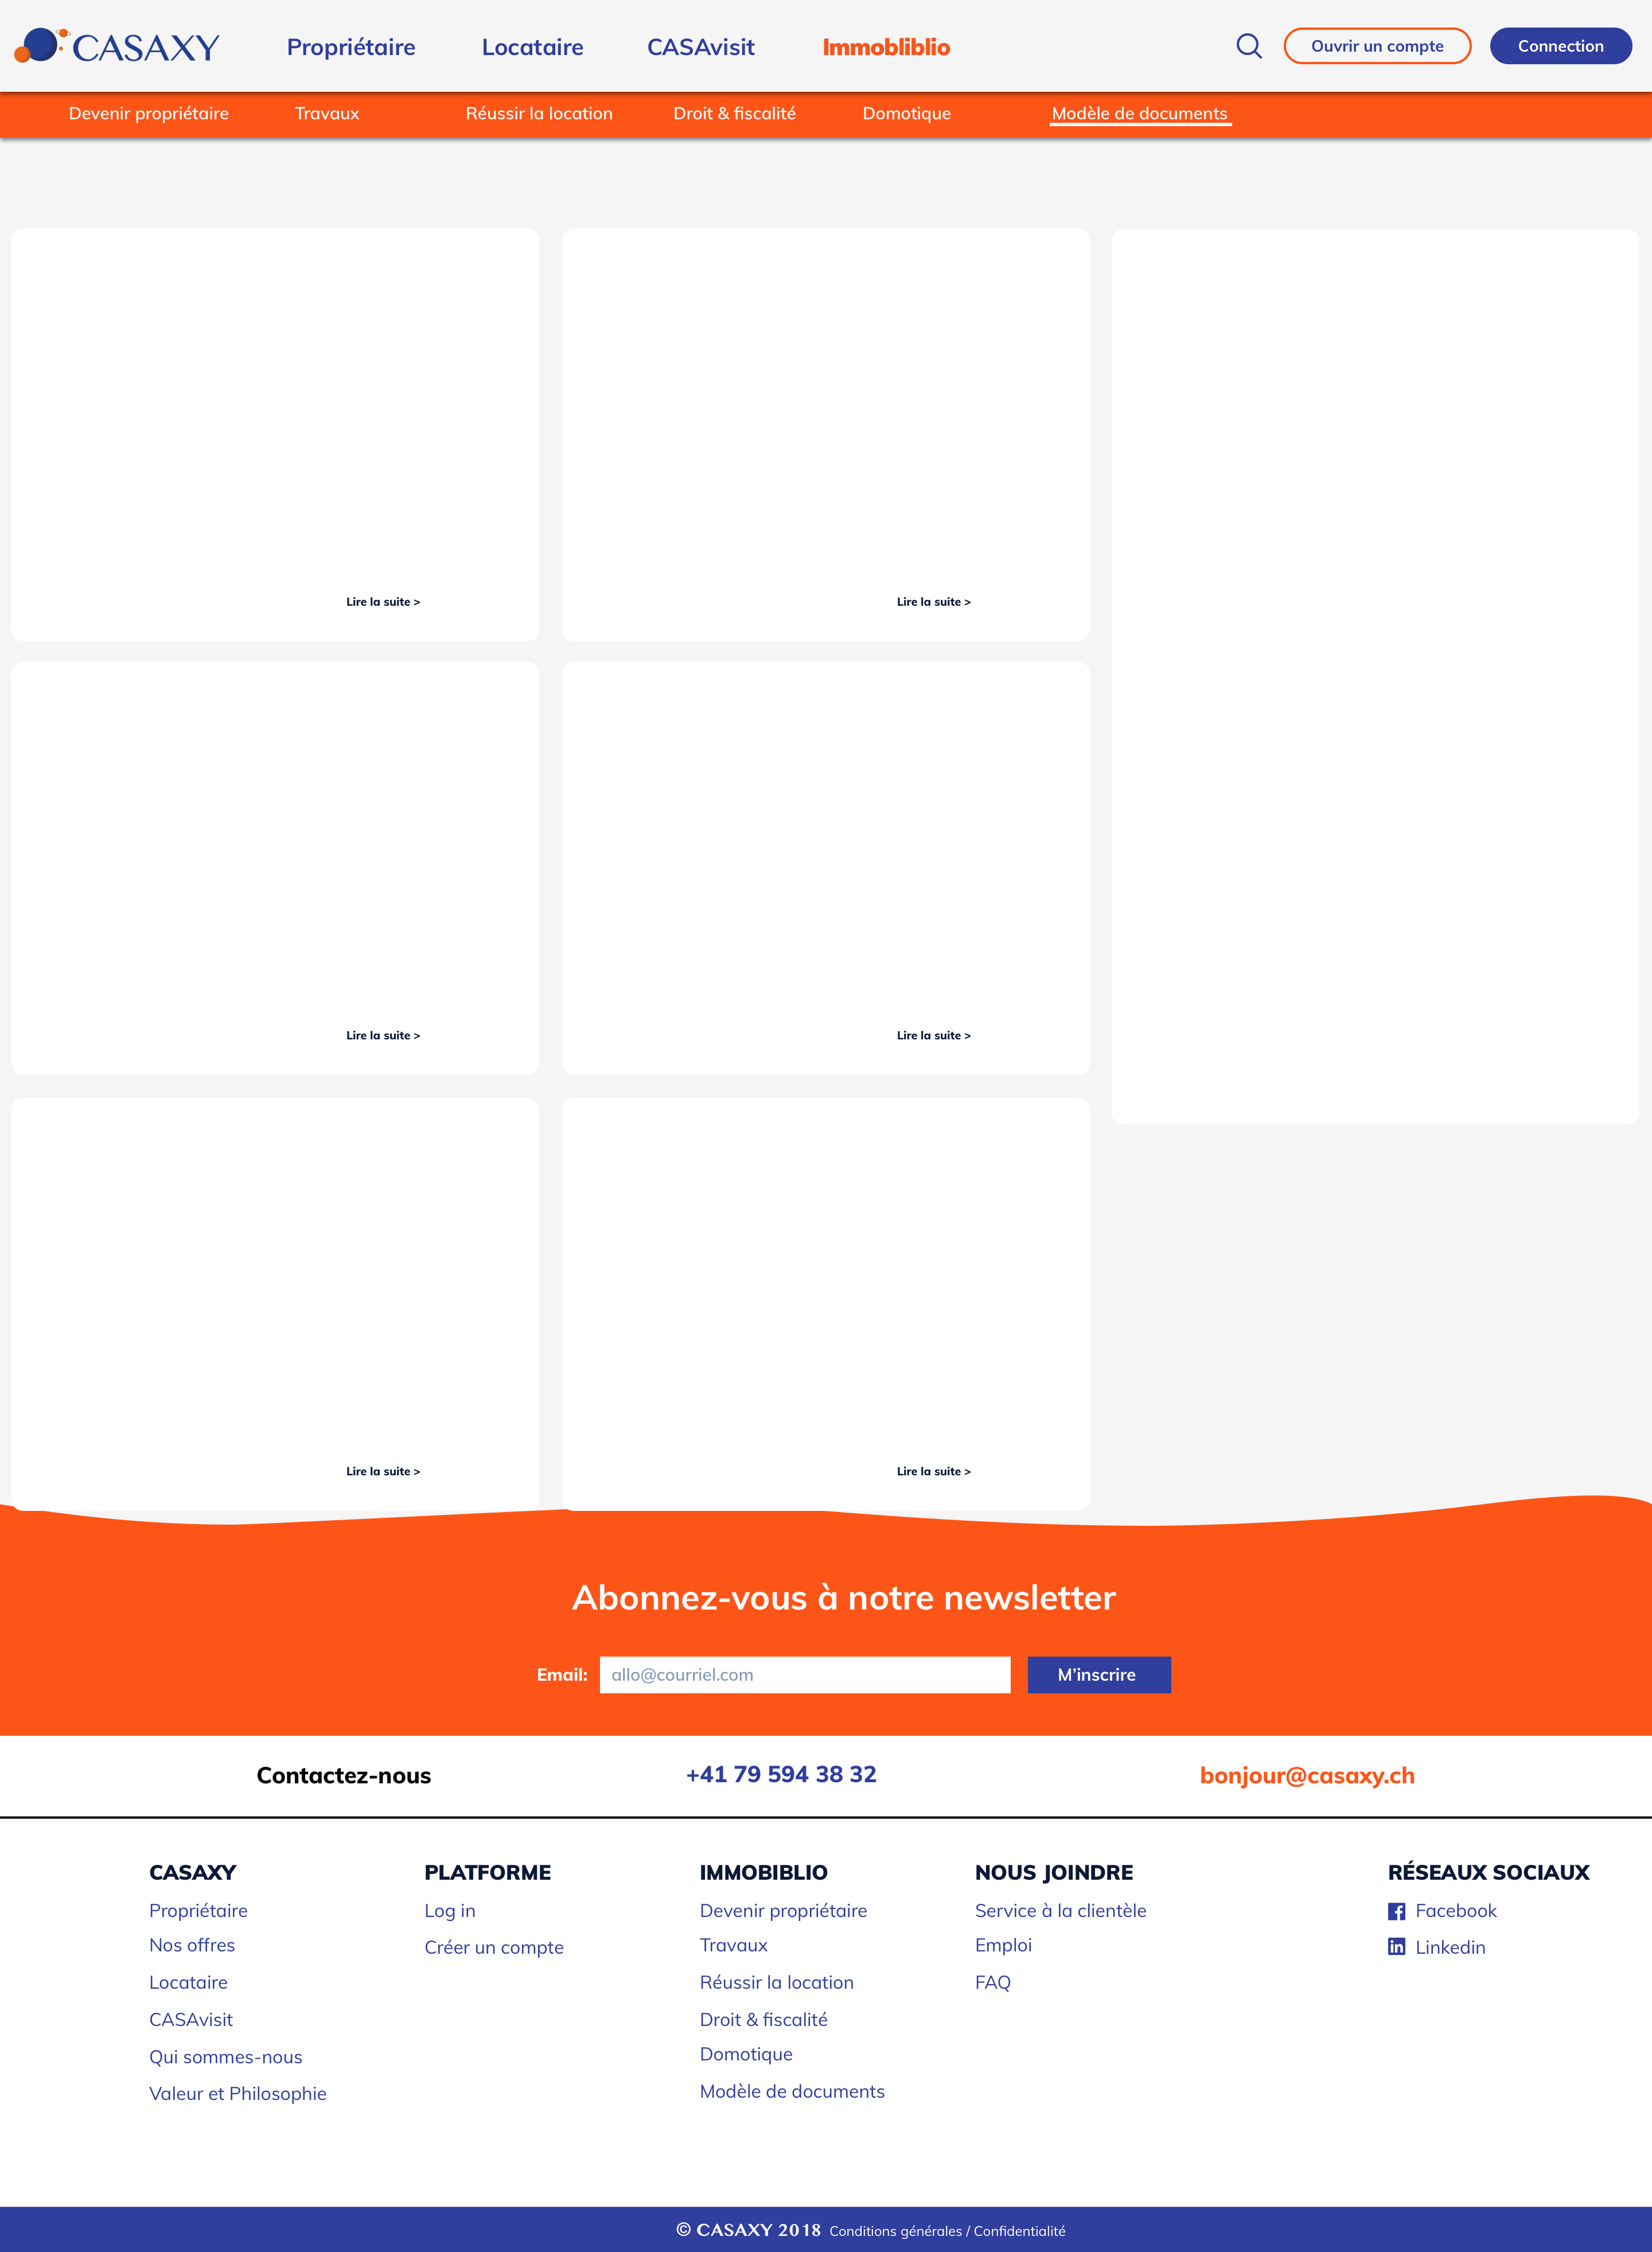 CASAXY
Propriétaire
Locataire
CASAvisit
Immobliblio
Ouvrir un compte
Connection
Devenir propriétaire
Travaux
Réussir la location
Droit & fiscalité
Domotique
Modèle de documents
Lire la suite >
Lire la suite >
Lire la suite >
Lire la suite >
Lire la suite >
Lire la suite >
Abonnez-vous à notre newsletter
Email:
allo@courriel.com
M’inscrire
Contactez-nous
+41 79 594 38 32
bonjour@casaxy.ch
CASAXY
Propriétaire
Nos offres
Locataire
CASAvisit
Qui sommes-nous
Valeur et Philosophie
PLATFORME
Log in
Créer un compte
IMMOBIBLIO
Devenir propriétaire
Travaux
Réussir la location
Droit & fiscalité
Domotique
Modèle de documents
NOUS JOINDRE
Service à la clientèle
Emploi
FAQ
RÉSEAUX SOCIAUX
Facebook
Linkedin
© CASAXY 2018 Conditions générales / Confidentialité